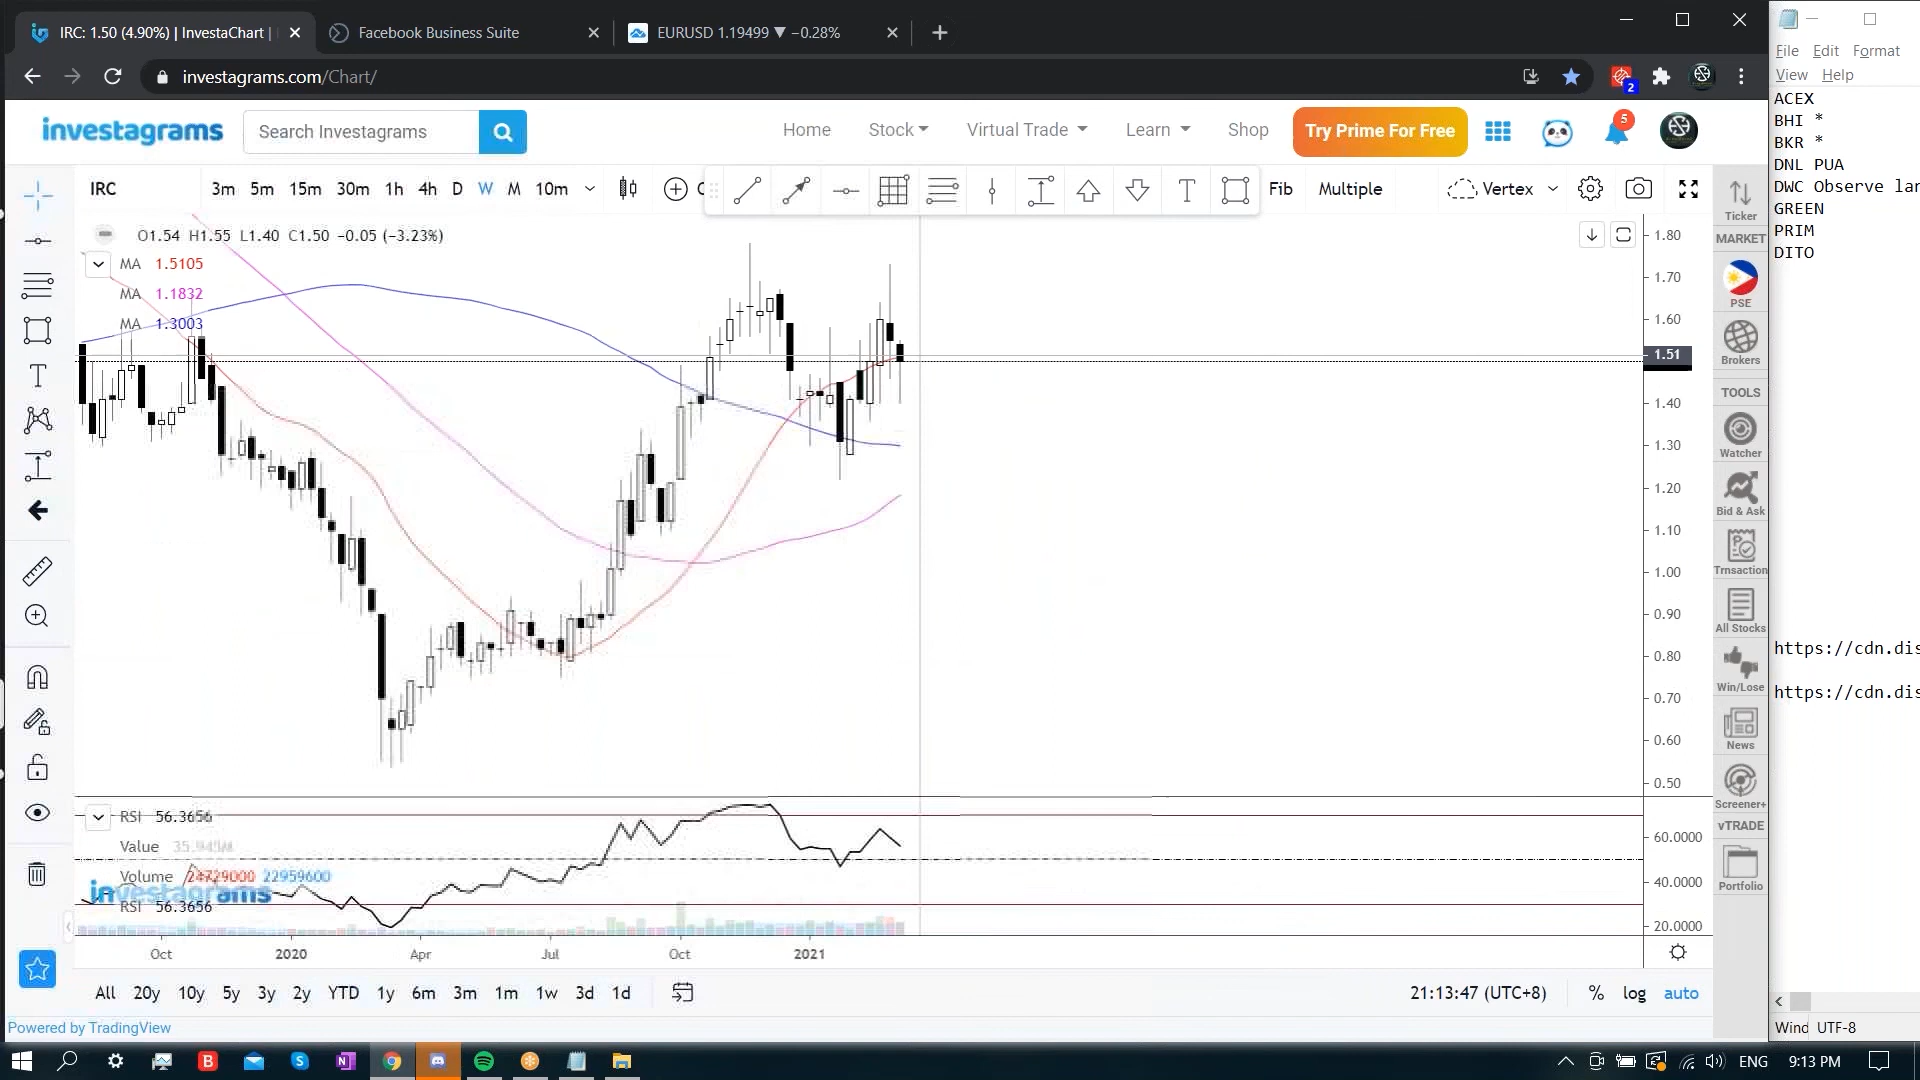 IRC: 1.50 (4.90%) | InvestaChart |
Facebook Business Suite
EURUSD 1.19499 ▼ −0.28%
investagrams.com/Chart/
2
investagrams
Search Investagrams
Home
Stock
Virtual Trade
Learn
Shop
Try Prime For Free
5
IRC
3m 5m 15m 30m 1h 4h D W M 10m
T
Fib
Multiple
Vertex
O1.54 H1.55 L1.40 C1.50 −0.05 (−3.23%)
MA 1.5105
MA 1.1832
MA 1.3003
1.80
1.70
1.60
1.51
1.40
1.30
1.20
1.10
1.00
0.90
0.80
0.70
0.60
0.50
RSI 56.3656
Value 35.945M
Volume 24729000 22959600
investagrams
RSI 56.3656
60.0000
40.0000
20.0000
Oct 2020 Apr Jul Oct 2021
All 20y 10y 5y 3y 2y YTD 1y 6m 3m 1m 1w 3d 1d
21:13:47 (UTC+8)
% log auto
Powered by TradingView
Ticker
MARKET
PSE
Brokers
TOOLS
Watcher
Bid & Ask
Trnsaction
All Stocks
Win/Lose
News
Screener+
vTRADE
Portfolio
File Edit Format
View Help
ACEX
BHI *
BKR *
DNL PUA
DWC Observe lan
GREEN
PRIM
DITO
https://cdn.dis
https://cdn.dis
Wind UTF-8
ENG
9:13 PM